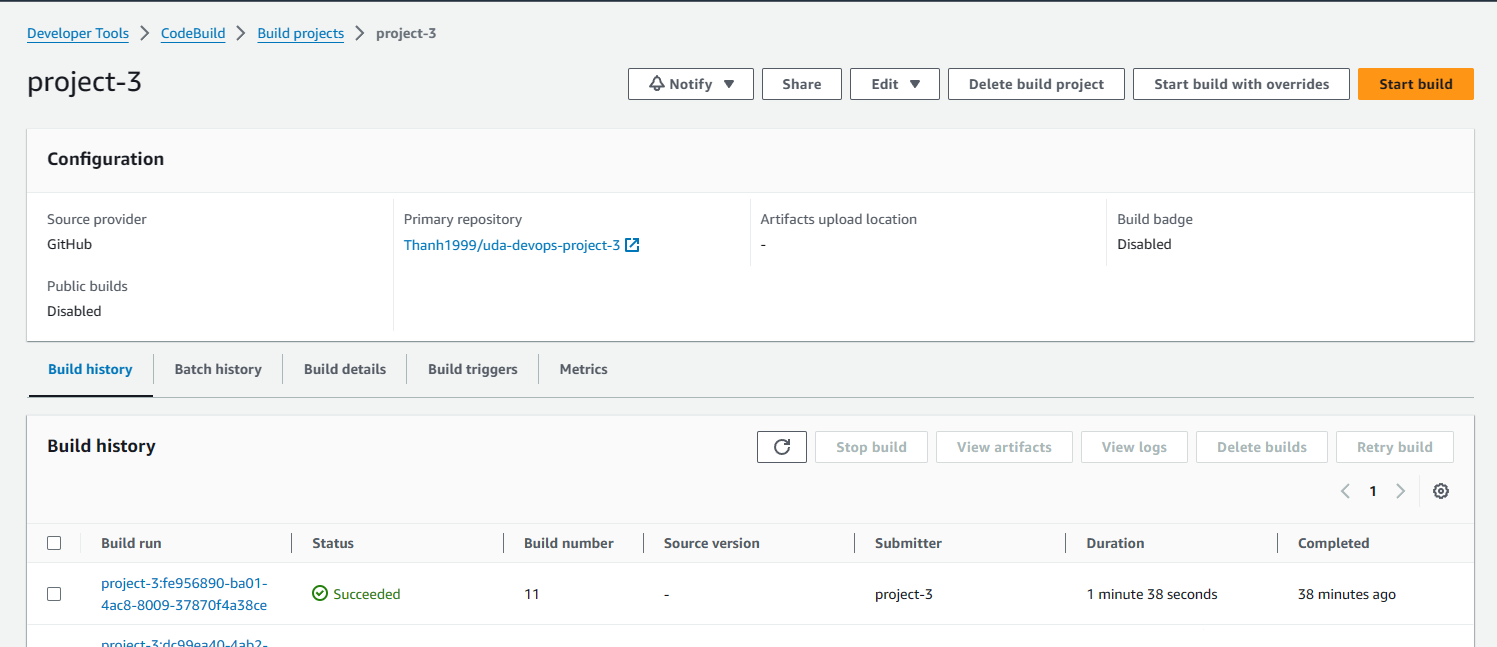 Developer Tools > CodeBuild > Build projects > project-3
project-3
Notify ▼ Share Edit ▼ Delete build project Start build with overrides Start build
Configuration
Source provider Primary repository Artifacts upload location Build badge
GitHub Thanh1999/uda-devops-project-3 - Disabled
Public builds
Disabled
Build history Batch history Build details Build triggers Metrics
Build history Stop build View artifacts View logs Delete builds Retry build
< 1 >
Build run Status Build number Source version Submitter Duration Completed
project-3:fe956890-ba01-
4ac8-8009-37870f4a38ce Succeeded 11 - project-3 1 minute 38 seconds 38 minutes ago
project-3:dc99ea40-4ab2-